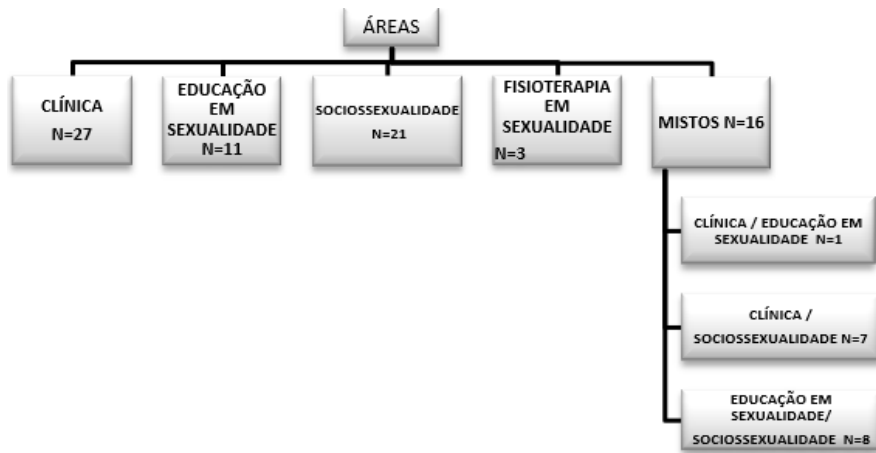 ÁREAS
CLÍNICA
N=27
EDUCAÇÃO
EM
SEXUALIDADE
N=11
SOCIOSSEXUALIDADE
N=21
FISIOTERAPIA
EM
SEXUALIDADE
N=3
MISTOS N=16
CLÍNICA / EDUCAÇÃO EM
SEXUALIDADE N=1
CLÍNICA /
SOCIOSSEXUALIDADE N=7
EDUCAÇÃO EM
SEXUALIDADE/
SOCIOSSEXUALIDADE N=8